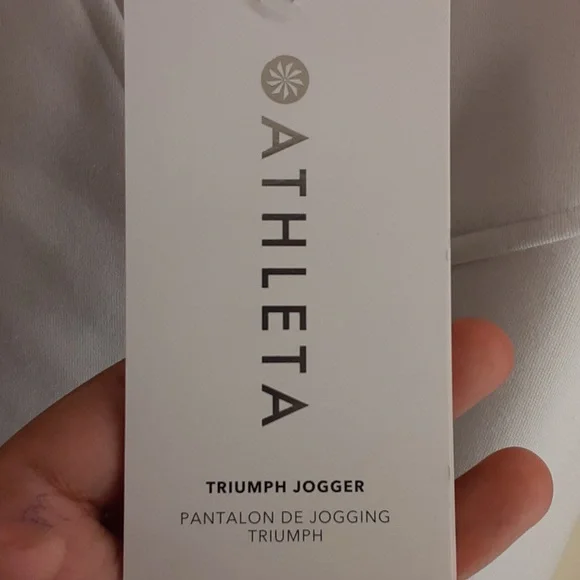 ATHLETA
TRIUMPH JOGGER
PANTALON DE JOGGING
TRIUMPH